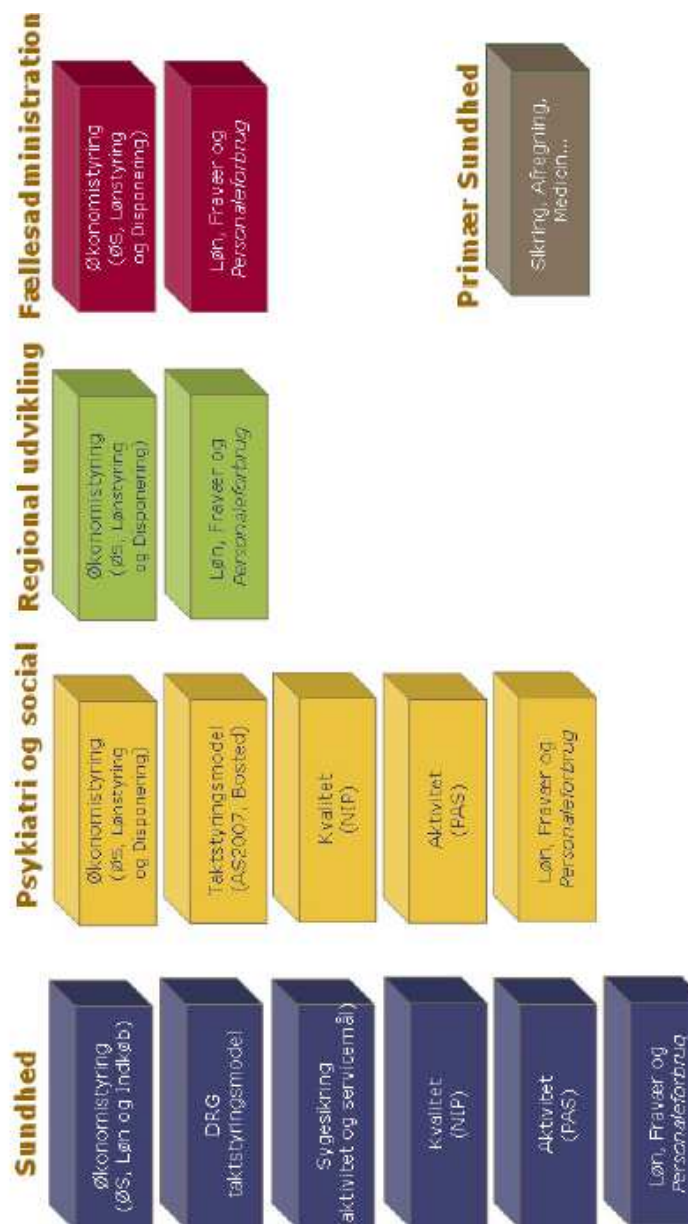 Sundhed
Økonomistyring
(ØS, Løn og Indkøb)
DRG
taktstyringsmodel
Sygesikring
aktivitet og servicemål)
Kvalitet
(NIP)
Aktivitet
(PAS)
Løn, Fravær og
Personaleforbrug
Psykiatri og social
Økonomistyring
(ØS, Lønstyring
og Disponering)
Taktstyringsmodel
(AS2007, Bosted)
Kvalitet
(NIP)
Aktivitet
(PAS)
Løn, Fravær og
Personaleforbrug
Regional udvikling
Økonomistyring
(ØS, Lønstyring
og Disponering)
Løn, Fravær og
Personaleforbrug
Fællesadministration
Økonomistyring
(ØS, Lønstyring
og Disponering)
Løn, Fravær og
Personaleforbrug
Primær Sundhed
Sikring, Afregning,
Medicin...